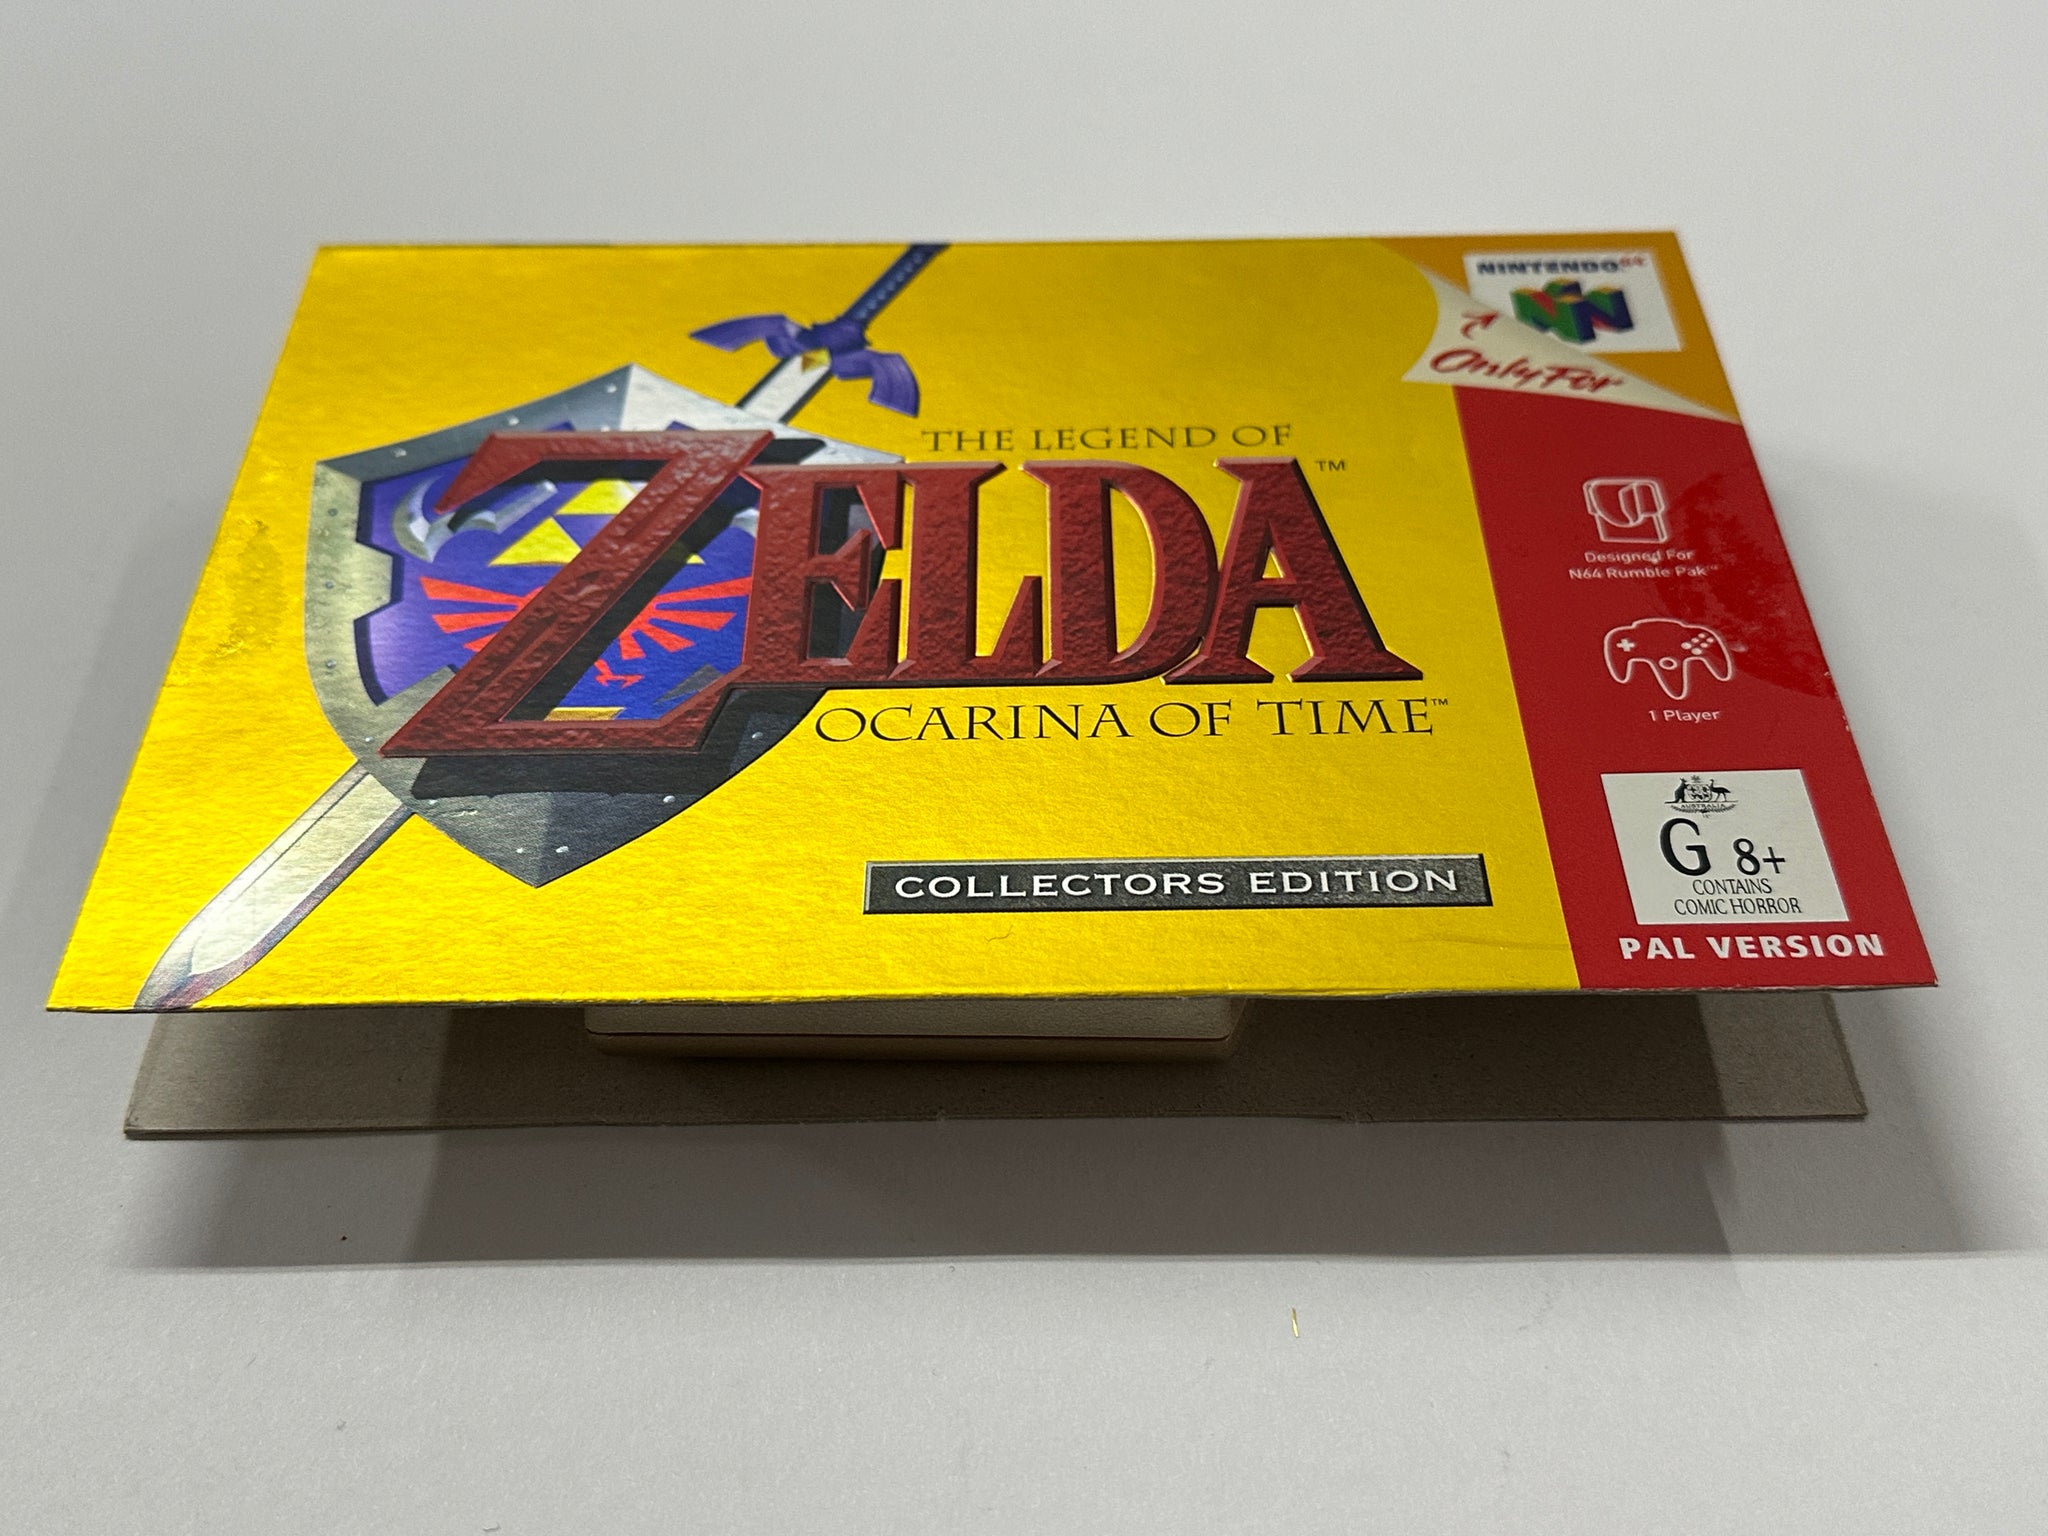 NINTENDO⁶⁴
Only For
THE LEGEND OF
ZELDA™
OCARINA OF TIME™
COLLECTORS EDITION
Designed For
N64 Rumble Pak™
1 Player
AUSTRALIA
G 8+
CONTAINS
COMIC HORROR
PAL VERSION